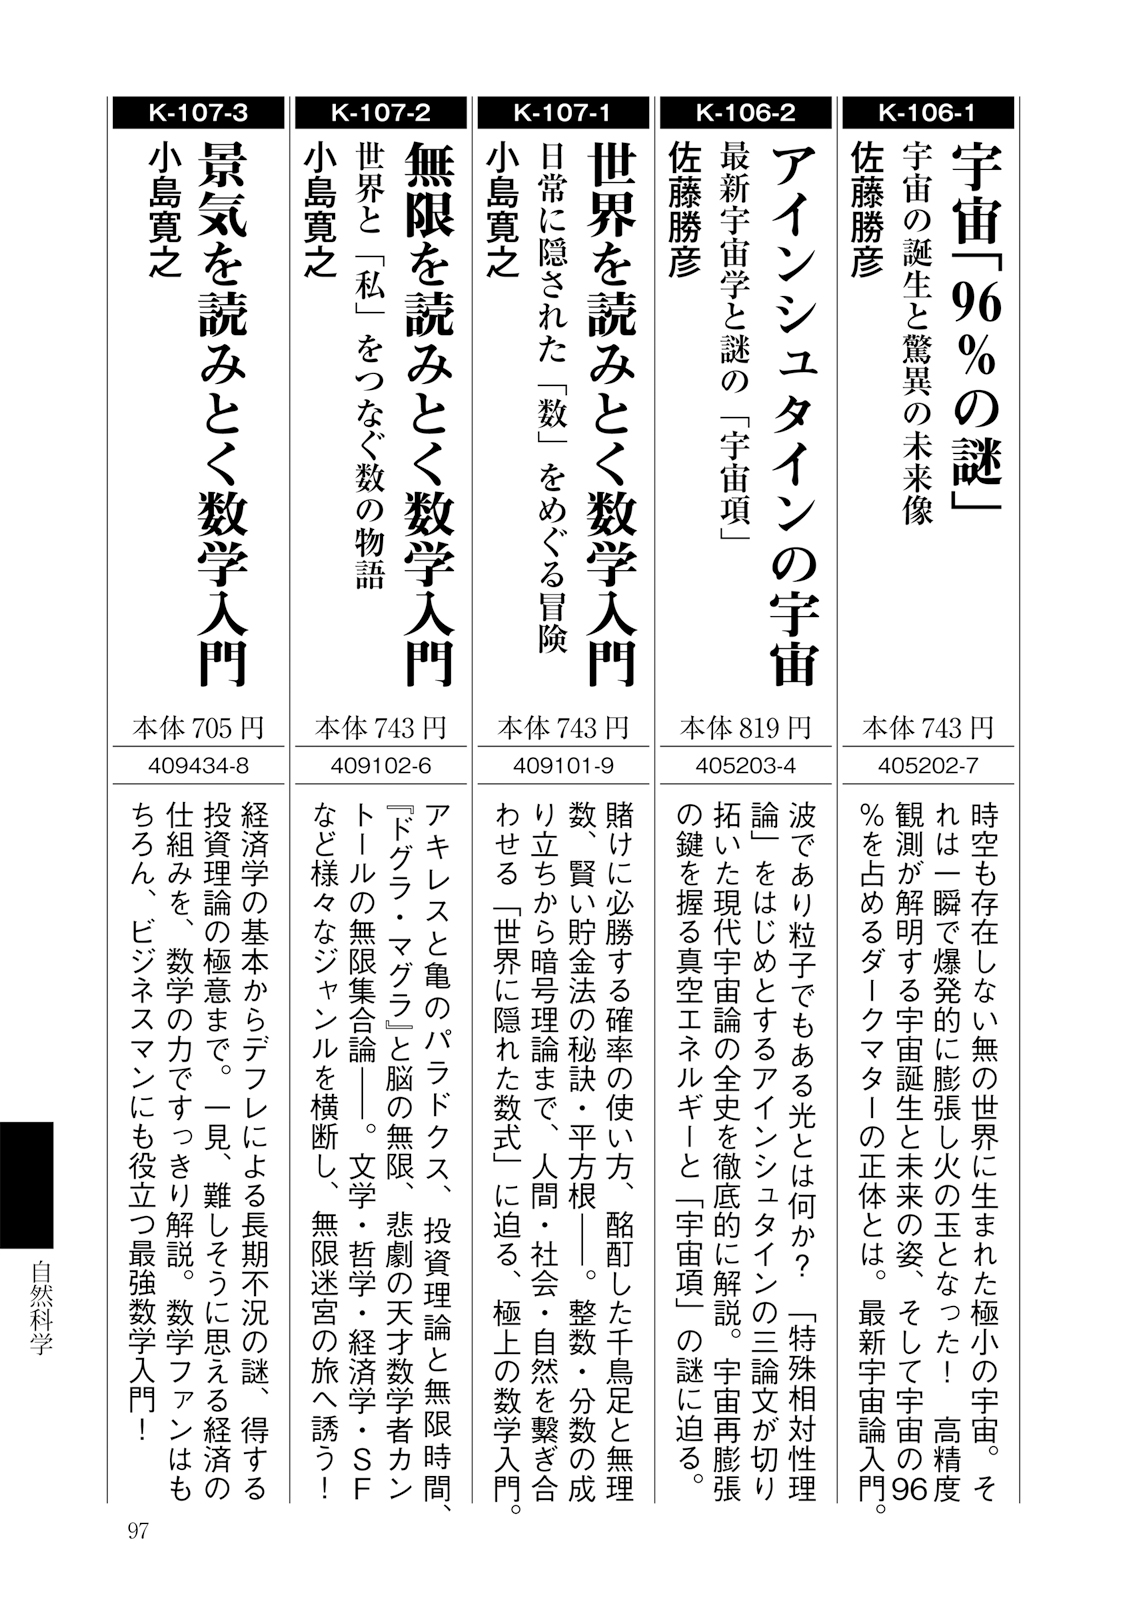 K-106-1
宇宙「96％の謎」
宇宙の誕生と驚異の未来像
佐藤勝彦
本体 743 円
405202-7
時空も存在しない無の世界に生まれた極小の宇宙。そ
れは一瞬で爆発的に膨張し火の玉となった！　高精度
観測が解明する宇宙誕生と未来の姿、そして宇宙の96
％を占めるダークマターの正体とは。最新宇宙論入門。
K-106-2
アインシュタインの宇宙
最新宇宙学と謎の「宇宙項」
佐藤勝彦
本体 819 円
405203-4
波であり粒子でもある光とは何か？　「特殊相対性理
論」をはじめとするアインシュタインの三論文が切り
拓いた現代宇宙論の全史を徹底的に解説。宇宙再膨張
の鍵を握る真空エネルギーと「宇宙項」の謎に迫る。
K-107-1
世界を読みとく数学入門
日常に隠された「数」をめぐる冒険
小島寛之
本体 743 円
409101-9
賭けに必勝する確率の使い方、酩酊した千鳥足と無理
数、賢い貯金法の秘訣・平方根――。整数・分数の成
り立ちから暗号理論まで、人間・社会・自然を繋ぎ合
わせる「世界に隠れた数式」に迫る、極上の数学入門。
K-107-2
無限を読みとく数学入門
世界と「私」をつなぐ数の物語
小島寛之
本体 743 円
409102-6
アキレスと亀のパラドクス、投資理論と無限時間、
『ドグラ・マグラ』と脳の無限、悲劇の天才数学者カン
トールの無限集合論――。文学・哲学・経済学・ＳＦ
など様々なジャンルを横断し、無限迷宮の旅へ誘う！
K-107-3
景気を読みとく数学入門
小島寛之
本体 705 円
409434-8
経済学の基本からデフレによる長期不況の謎、得する
投資理論の極意まで。一見、難しそうに思える経済の
仕組みを、数学の力ですっきり解説。数学ファンはも
ちろん、ビジネスマンにも役立つ最強数学入門！
自然科学
97